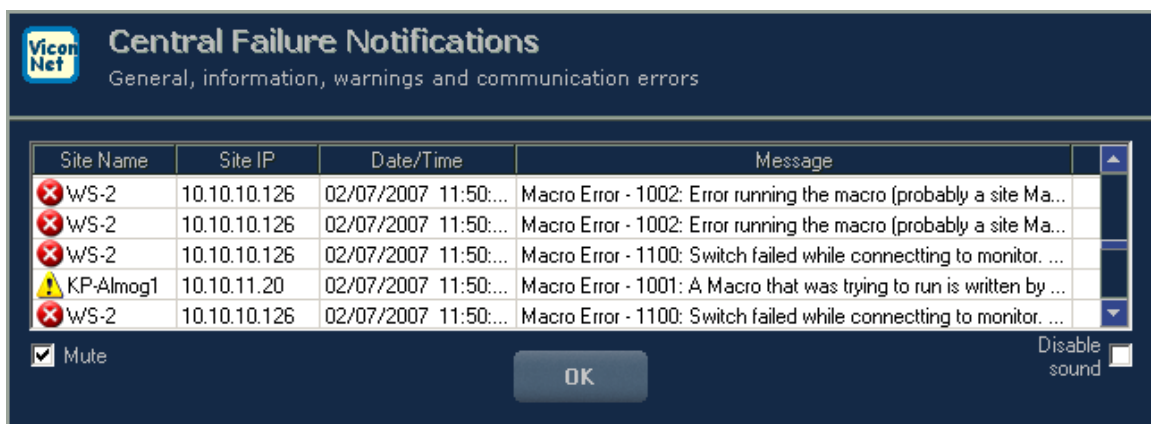 Vicon
Net
Central Failure Notifications
General, information, warnings and communication errors
Site Name Site IP Date/Time Message
WS-2 10.10.10.126 02/07/2007 11:50:... Macro Error - 1002: Error running the macro (probably a site Ma...
WS-2 10.10.10.126 02/07/2007 11:50:... Macro Error - 1002: Error running the macro (probably a site Ma...
WS-2 10.10.10.126 02/07/2007 11:50:... Macro Error - 1100: Switch failed while connectting to monitor. ...
KP-Almog1 10.10.11.20 02/07/2007 11:50:... Macro Error - 1001: A Macro that was trying to run is written by ...
WS-2 10.10.10.126 02/07/2007 11:50:... Macro Error - 1100: Switch failed while connectting to monitor. ...
Mute
OK
Disable
sound